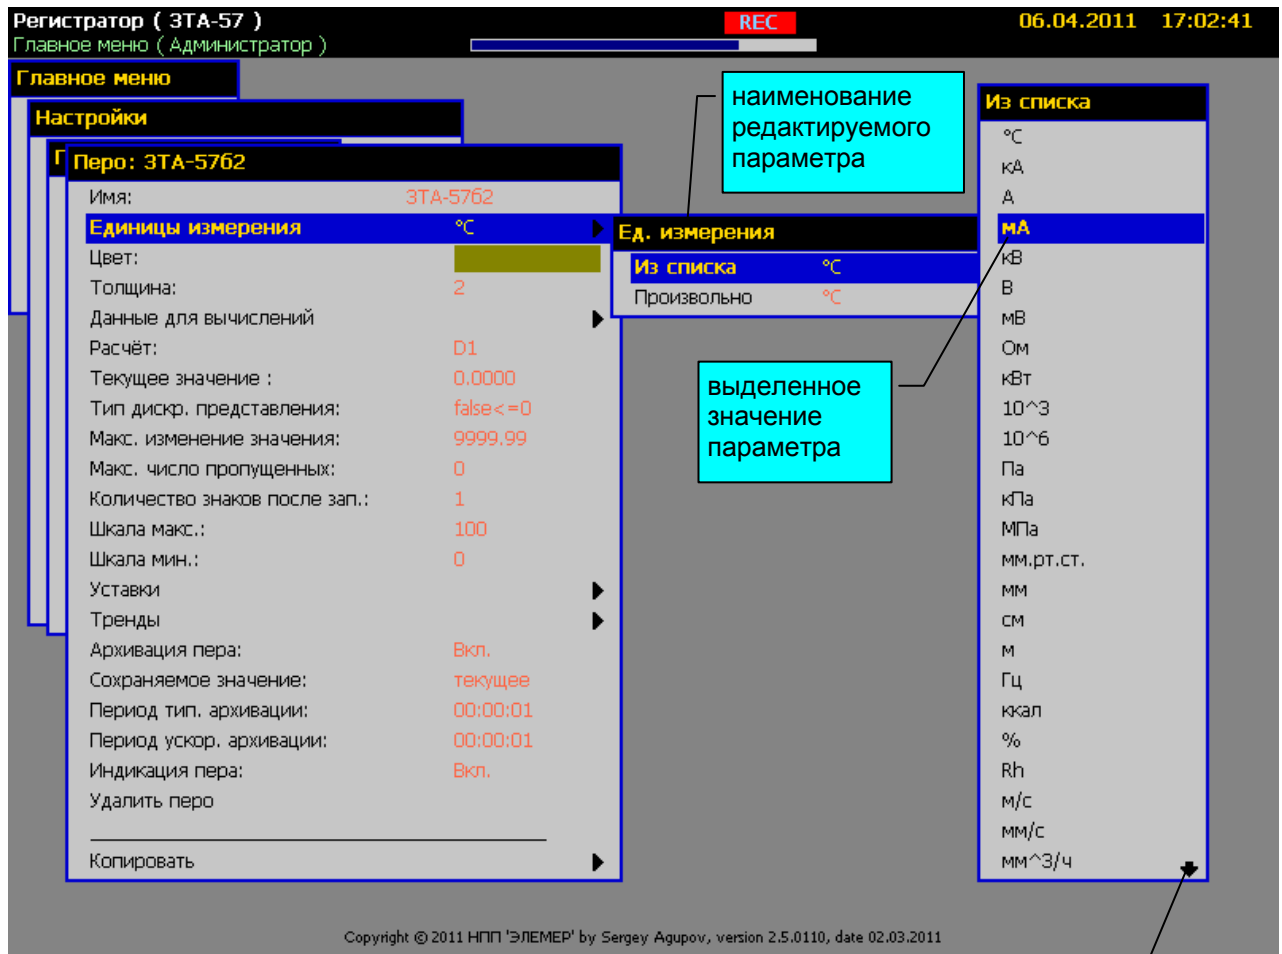 Регистратор ( ЗТА-57 )
REC
06.04.2011 17:02:41
Главное меню ( Администратор )
Главное меню
Настройки
Г
Перо: ЗТА-5762
Имя: ЗТА-5762
Единицы измерения °C
Цвет:
Толщина: 2
Данные для вычислений
Расчёт: D1
Текущее значение : 0.0000
Тип дискр. представления: false<=0
Макс. изменение значения: 9999.99
Макс. число пропущенных: 0
Количество знаков после зап.: 1
Шкала макс.: 100
Шкала мин.: 0
Уставки
Тренды
Архивация пера: Вкл.
Сохраняемое значение: текущее
Период тип. архивации: 00:00:01
Период ускор. архивации: 00:00:01
Индикация пера: Вкл.
Удалить перо
Копировать
наименование
редактируемого
параметра
Ед. измерения
Из списка °C
Произвольно °C
выделенное
значение
параметра
Из списка
°C
кА
А
мА
кВ
В
мВ
Ом
кВт
10^3
10^6
Па
кПа
МПа
мм.рт.ст.
мм
см
м
Гц
ккал
%
Rh
м/с
мм/с
мм^3/ч
Copyright © 2011 НПП 'ЭЛЕМЕР' by Sergey Agupov, version 2.5.0110, date 02.03.2011